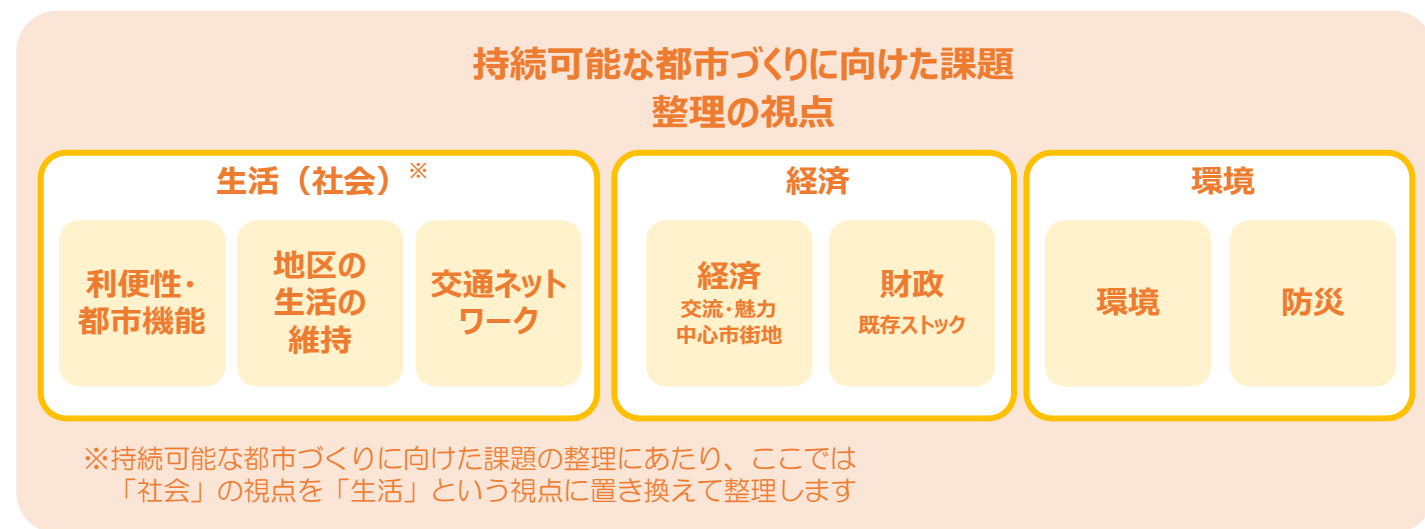 持続可能な都市づくりに向けた課題
整理の視点
生活（社会）※
利便性・
都市機能
地区の
生活の
維持
交通ネット
ワーク
経済
経済
交流・魅力
中心市街地
財政
既存ストック
環境
環境
防災
※持続可能な都市づくりに向けた課題の整理にあたり、ここでは
「社会」の視点を「生活」という視点に置き換えて整理します